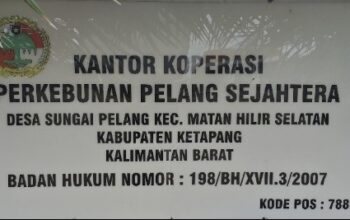 KANTOR KOPERASI
PERKEBUNAN PELANG SEJAHTERA
DESA SUNGAI PELANG KEC. MATAN HILIR SELATAN
KABUPATEN KETAPANG
KALIMANTAN BARAT
BADAN HUKUM NOMOR : 198/BH/XVII.3/2007
KODE POS : 788